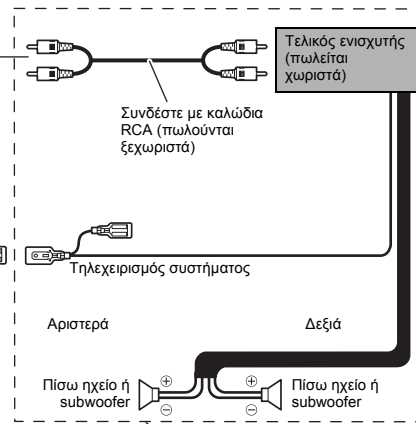 Τελικός ενισχυτής
(πωλείται
χωριστά)
Συνδέστε με καλώδια
RCA (πωλούνται
ξεχωριστά)
Τηλεχειρισμός συστήματος
Αριστερά
Δεξιά
Πίσω ηχείο ή
subwoofer
⊕
⊖
⊕
⊖
Πίσω ηχείο ή
subwoofer